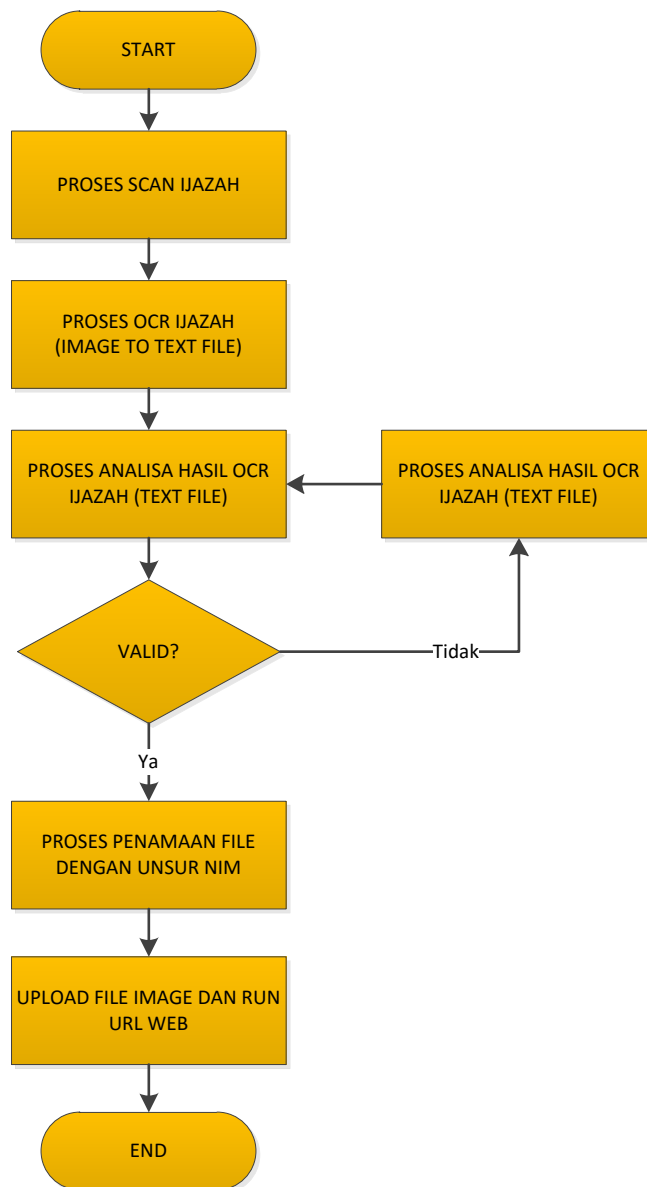 START
PROSES SCAN IJAZAH
PROSES OCR IJAZAH
(IMAGE TO TEXT FILE)
PROSES ANALISA HASIL OCR
IJAZAH (TEXT FILE)
PROSES ANALISA HASIL OCR
IJAZAH (TEXT FILE)
VALID?
Tidak
Ya
PROSES PENAMAAN FILE
DENGAN UNSUR NIM
UPLOAD FILE IMAGE DAN RUN
URL WEB
END